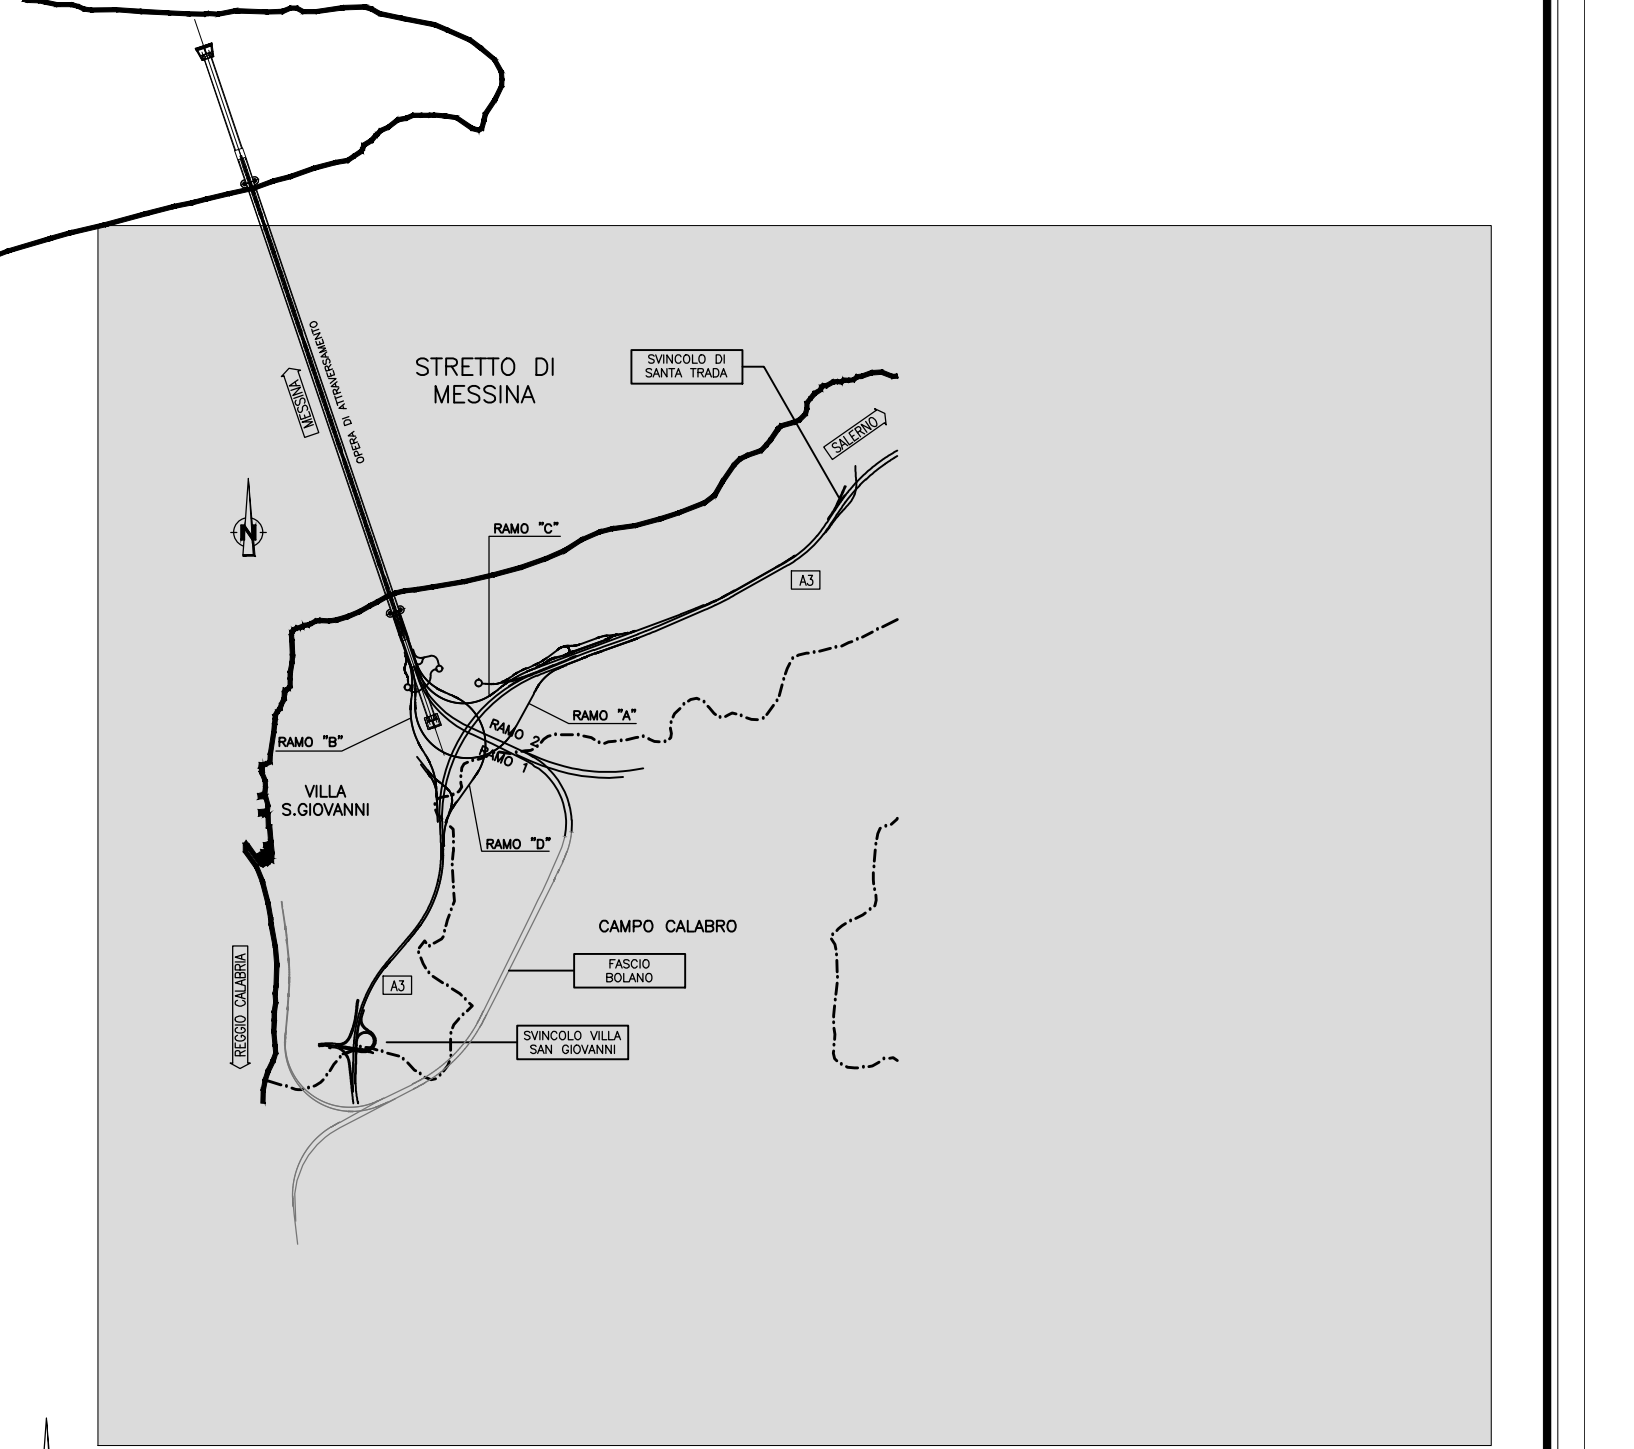 STRETTO DI
MESSINA
SVINCOLO DI
SANTA TRADA
OPERA DI ATTRAVERSAMENTO
MESSINA
SALERNO
N
RAMO "C"
A3
RAMO "A"
RAMO 2
RAMO "B"
RAMO 1
VILLA
S.GIOVANNI
RAMO "D"
CAMPO CALABRO
FASCIO
BOLANO
REGGIO CALABRIA
A3
SVINCOLO VILLA
SAN GIOVANNI